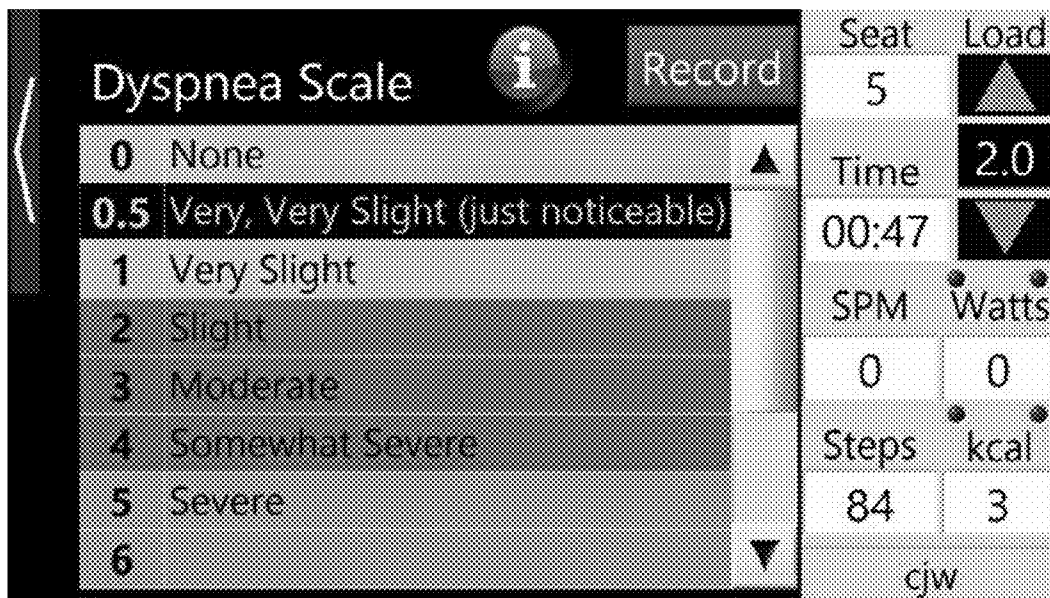 Dyspnea Scale
i
Record
0 None
0.5 Very, Very Slight (just noticeable)
1 Very Slight
2 Slight
3 Moderate
4 Somewhat Severe
5 Severe
6
Seat Load
5
2.0
Time
00:47
SPM Watts
0 0
Steps kcal
84 3
cjw